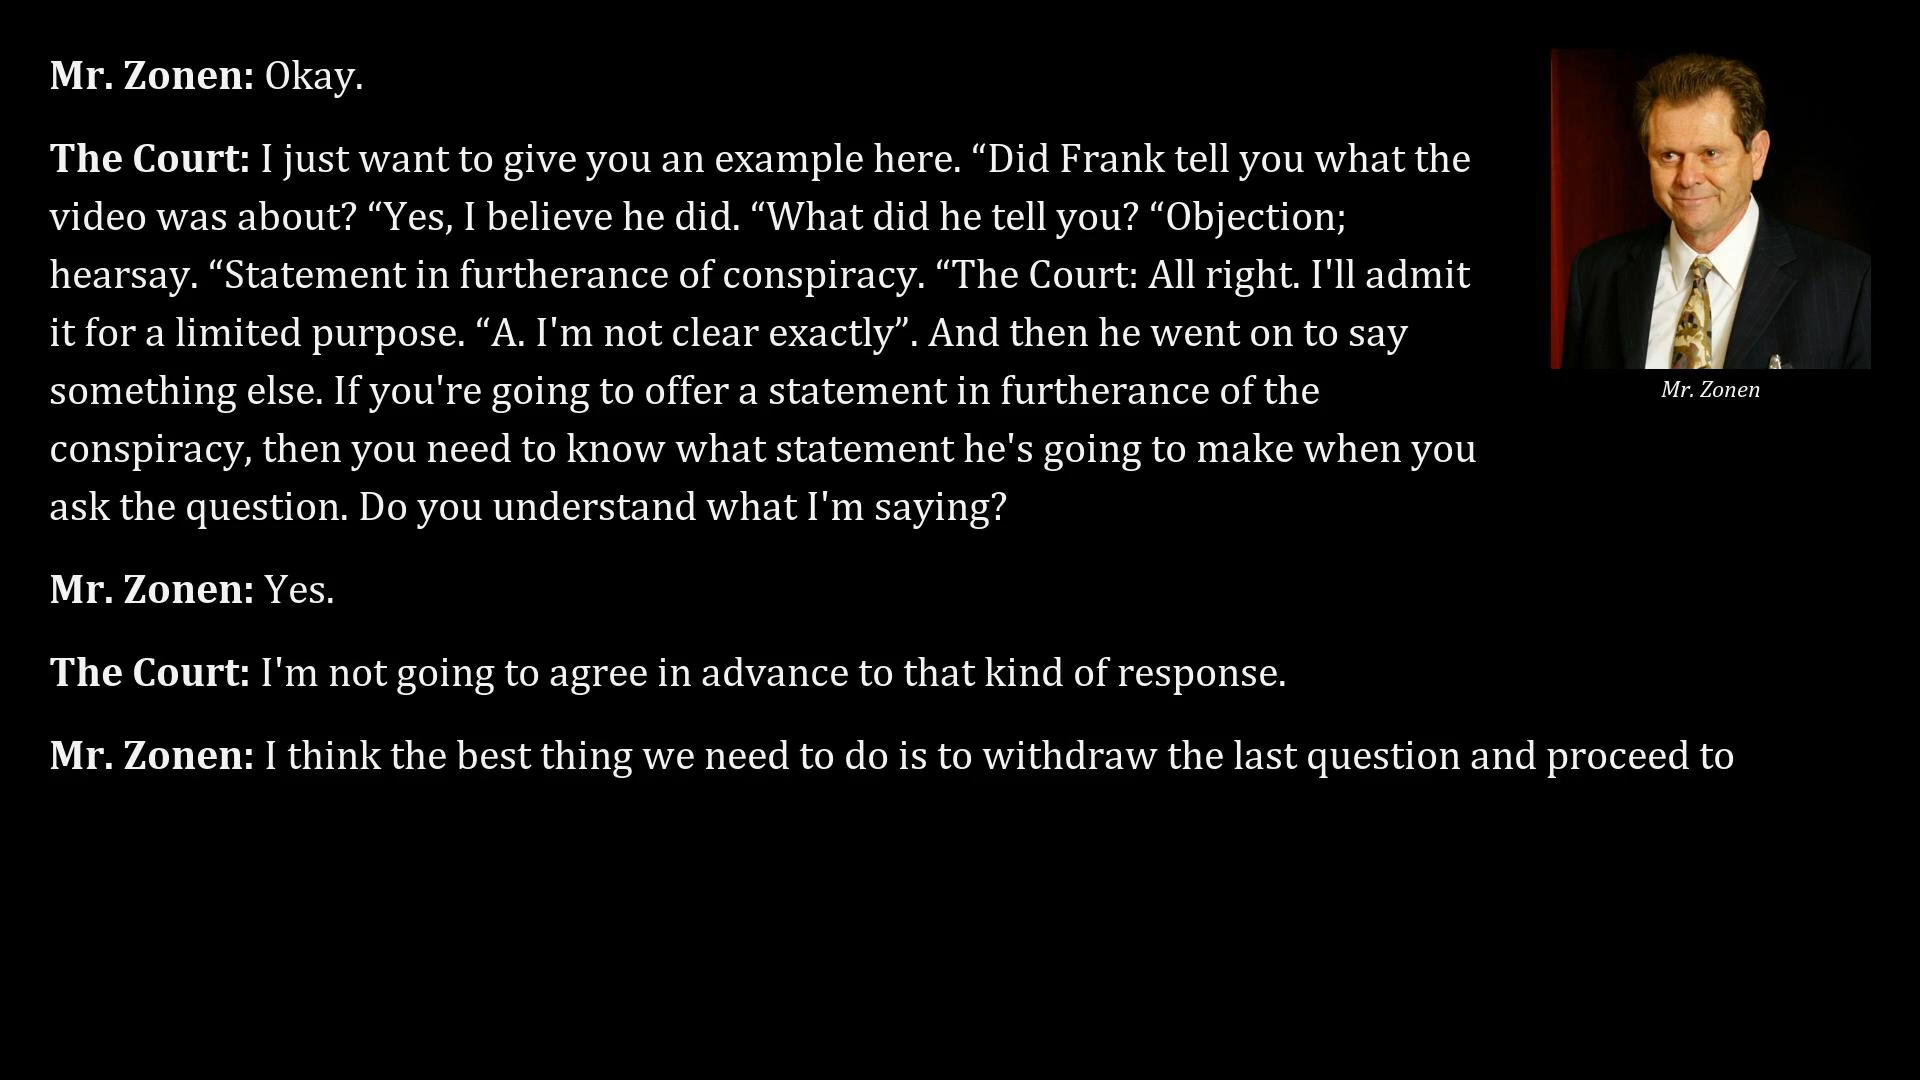 Mr. Zonen: Okay.
The Court: I just want to give you an example here. “Did Frank tell you what the
video was about? “Yes, I believe he did. “What did he tell you? “Objection;
hearsay. “Statement in furtherance of conspiracy. “The Court: All right. I'll admit
it for a limited purpose. “A. I'm not clear exactly”. And then he went on to say
something else. If you're going to offer a statement in furtherance of the
conspiracy, then you need to know what statement he's going to make when you
ask the question. Do you understand what I'm saying?
Mr. Zonen: Yes.
The Court: I'm not going to agree in advance to that kind of response.
Mr. Zonen: I think the best thing we need to do is to withdraw the last question and proceed to
Mr. Zonen